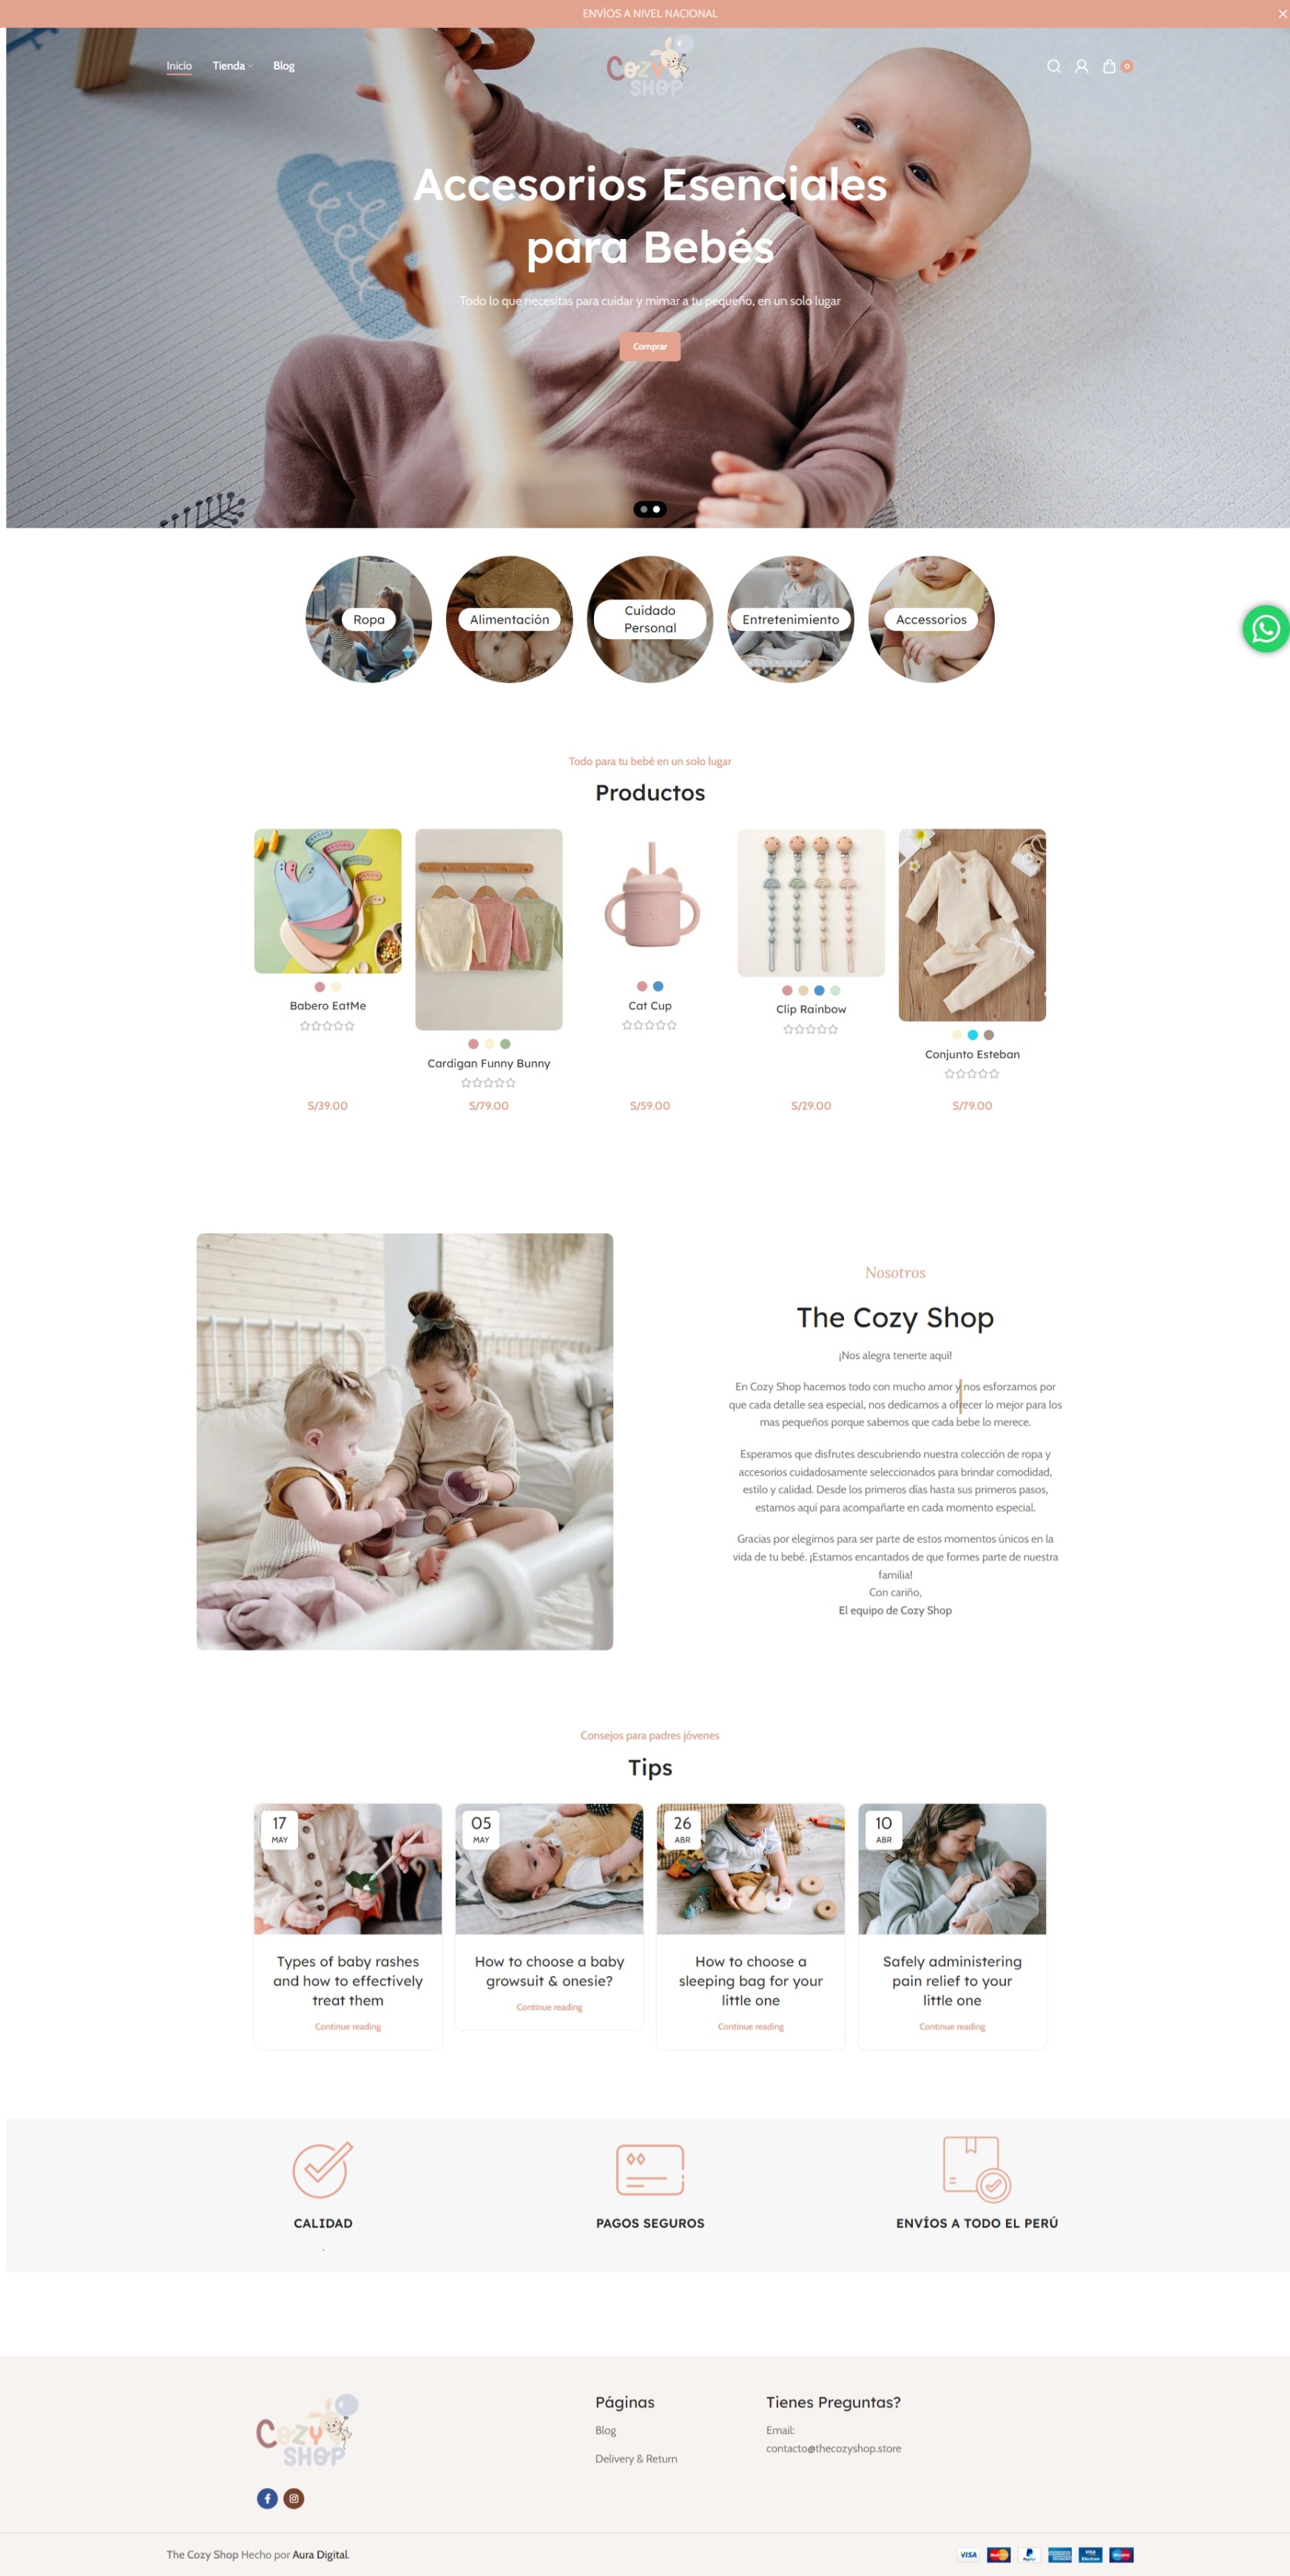 ENVÍOS A NIVEL NACIONAL
Inicio
Tienda
Blog
Cozy
SHOP
0
Accesorios Esenciales
para Bebés
Todo lo que necesitas para cuidar y mimar a tu pequeño, en un solo lugar
Comprar
Ropa
Alimentación
Cuidado
Personal
Entretenimiento
Accessorios
Todo para tu bebé en un solo lugar
Productos
Babero EatMe
S/39.00
Cardigan Funny Bunny
S/79.00
Cat Cup
S/59.00
Clip Rainbow
S/29.00
Conjunto Esteban
S/79.00
Nosotros
The Cozy Shop
¡Nos alegra tenerte aquí!
En Cozy Shop hacemos todo con mucho amor y nos esforzamos por
que cada detalle sea especial, nos dedicamos a ofrecer lo mejor para los
mas pequeños porque sabemos que cada bebe lo merece.
Esperamos que disfrutes descubriendo nuestra colección de ropa y
accesorios cuidadosamente seleccionados para brindar comodidad,
estilo y calidad. Desde los primeros días hasta sus primeros pasos,
estamos aquí para acompañarte en cada momento especial.
Gracias por elegirnos para ser parte de estos momentos únicos en la
vida de tu bebé. ¡Estamos encantados de que formes parte de nuestra
familia!
Con cariño,
El equipo de Cozy Shop
Consejos para padres jóvenes
Tips
17
MAY
Types of baby rashes
and how to effectively
treat them
Continue reading
05
MAY
How to choose a baby
growsuit & onesie?
Continue reading
26
ABR
How to choose a
sleeping bag for your
little one
Continue reading
10
ABR
Safely administering
pain relief to your
little one
Continue reading
CALIDAD
.
PAGOS SEGUROS
ENVÍOS A TODO EL PERÚ
Cozy
SHOP
Páginas
Blog
Delivery & Return
Tienes Preguntas?
Email:
contacto@thecozyshop.store
The Cozy Shop Hecho por Aura Digital.
VISA
MasterCard
PayPal
VISA
Electron
Maestro